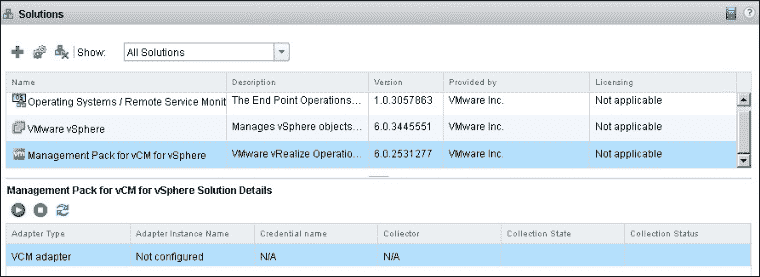 Solutions
Show: All Solutions
Name Description Version Provided by Licensing
Operating Systems / Remote Service Monit The End Point Operations... 1.0.3057863 VMware Inc. Not applicable
VMware vSphere Manages vSphere objects... 6.0.3445551 VMware Inc. Not applicable
Management Pack for vCM for vSphere VMware vRealize Operatio... 6.0.2531277 VMware Inc. Not applicable
Management Pack for vCM for vSphere Solution Details
Adapter Type Adapter Instance Name Credential name Collector Collection State Collection Status
VCM adapter Not configured N/A N/A